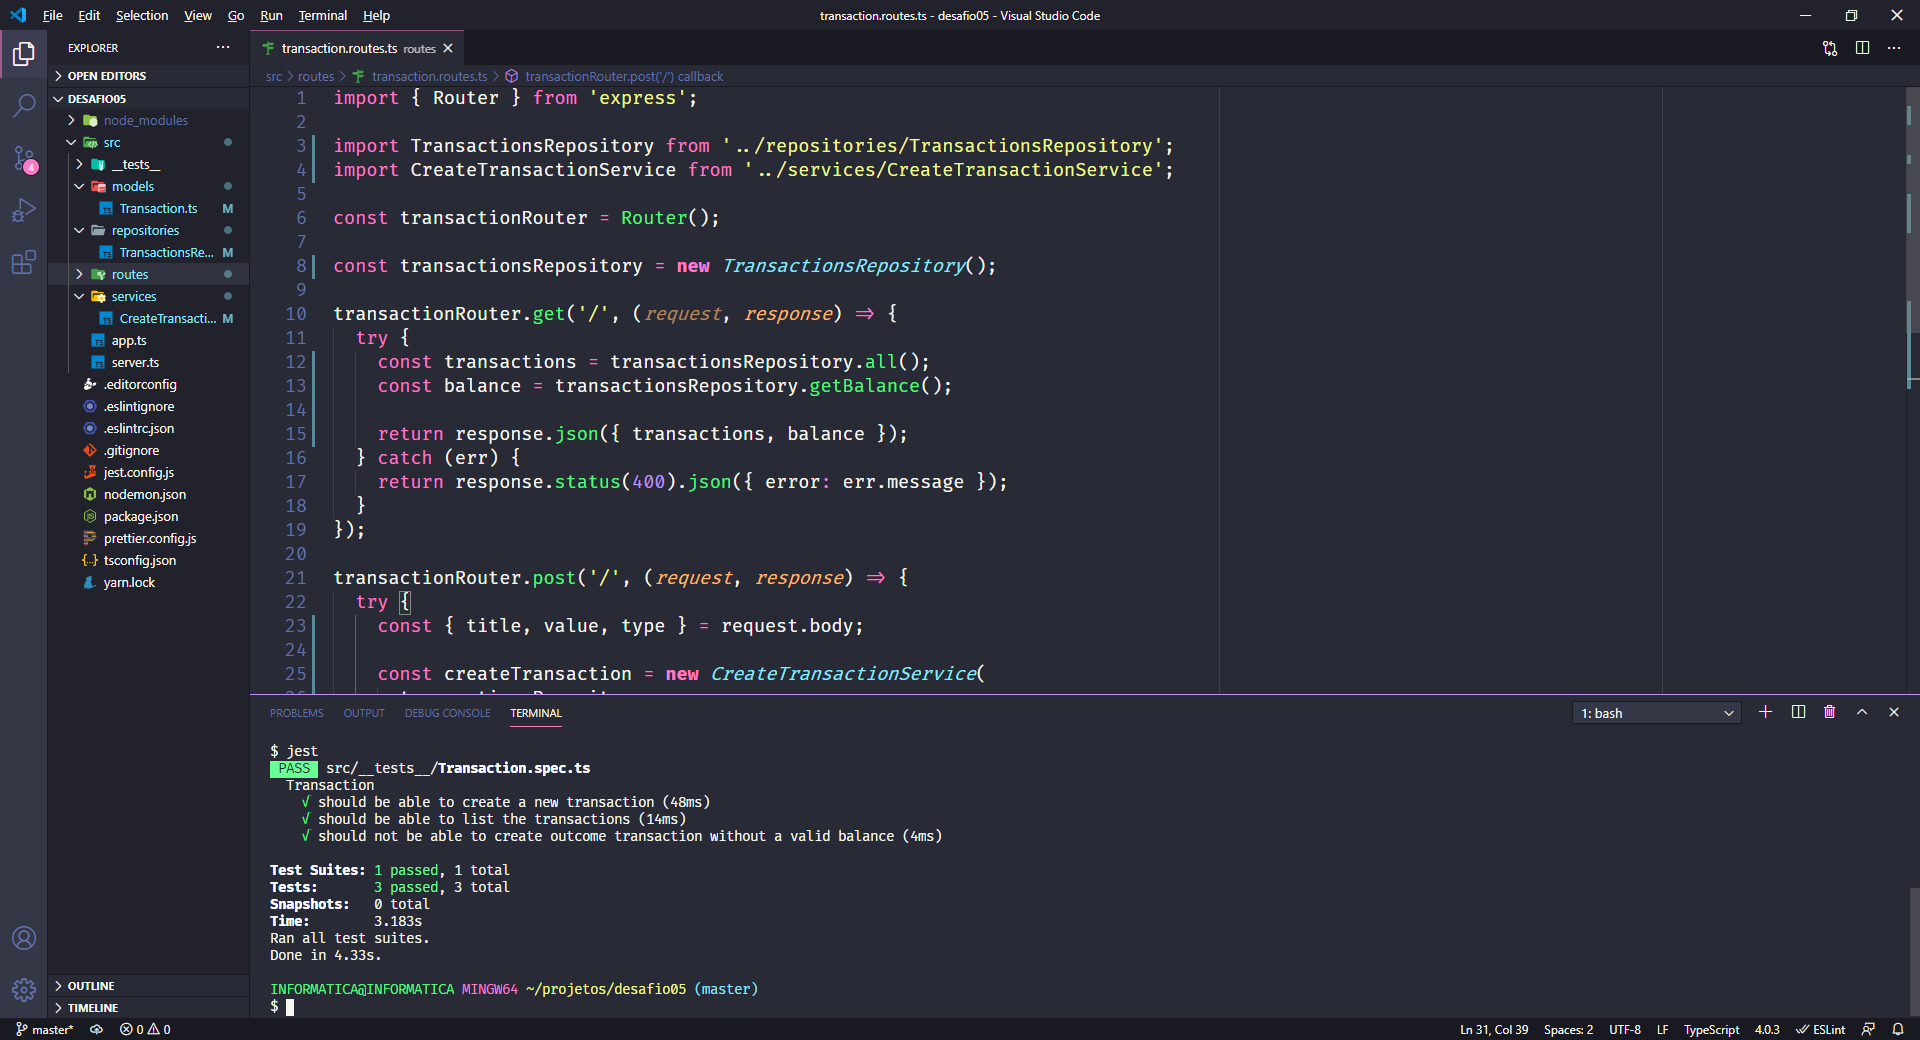 File Edit Selection View Go Run Terminal Help
transaction.routes.ts - desafio05 - Visual Studio Code
EXPLORER
OPEN EDITORS
DESAFIO05
node_modules
src
__tests__
models
Transaction.ts M
repositories
TransactionsRe... M
routes
services
CreateTransacti... M
app.ts
server.ts
.editorconfig
.eslintignore
.eslintrc.json
.gitignore
jest.config.js
nodemon.json
package.json
prettier.config.js
tsconfig.json
yarn.lock
OUTLINE
TIMELINE
4
transaction.routes.ts routes
src > routes > transaction.routes.ts > transactionRouter.post('/') callback
1 import { Router } from 'express';
2
3 import TransactionsRepository from '../repositories/TransactionsRepository';
4 import CreateTransactionService from '../services/CreateTransactionService';
5
6 const transactionRouter = Router();
7
8 const transactionsRepository = new TransactionsRepository();
9
10 transactionRouter.get('/', (request, response) => {
11   try {
12     const transactions = transactionsRepository.all();
13     const balance = transactionsRepository.getBalance();
14
15     return response.json({ transactions, balance });
16   } catch (err) {
17     return response.status(400).json({ error: err.message });
18   }
19 });
20
21 transactionRouter.post('/', (request, response) => {
22   try {
23     const { title, value, type } = request.body;
24
25     const createTransaction = new CreateTransactionService(
PROBLEMS OUTPUT DEBUG CONSOLE TERMINAL
1: bash
$ jest
PASS src/__tests__/Transaction.spec.ts
Transaction
√ should be able to create a new transaction (48ms)
√ should be able to list the transactions (14ms)
√ should not be able to create outcome transaction without a valid balance (4ms)
Test Suites: 1 passed, 1 total
Tests: 3 passed, 3 total
Snapshots: 0 total
Time: 3.183s
Ran all test suites.
Done in 4.33s.
INFORMATICA@INFORMATICA MINGW64 ~/projetos/desafio05 (master)
$
master* 0 0
Ln 31, Col 39 Spaces: 2 UTF-8 LF TypeScript 4.0.3 ESLint